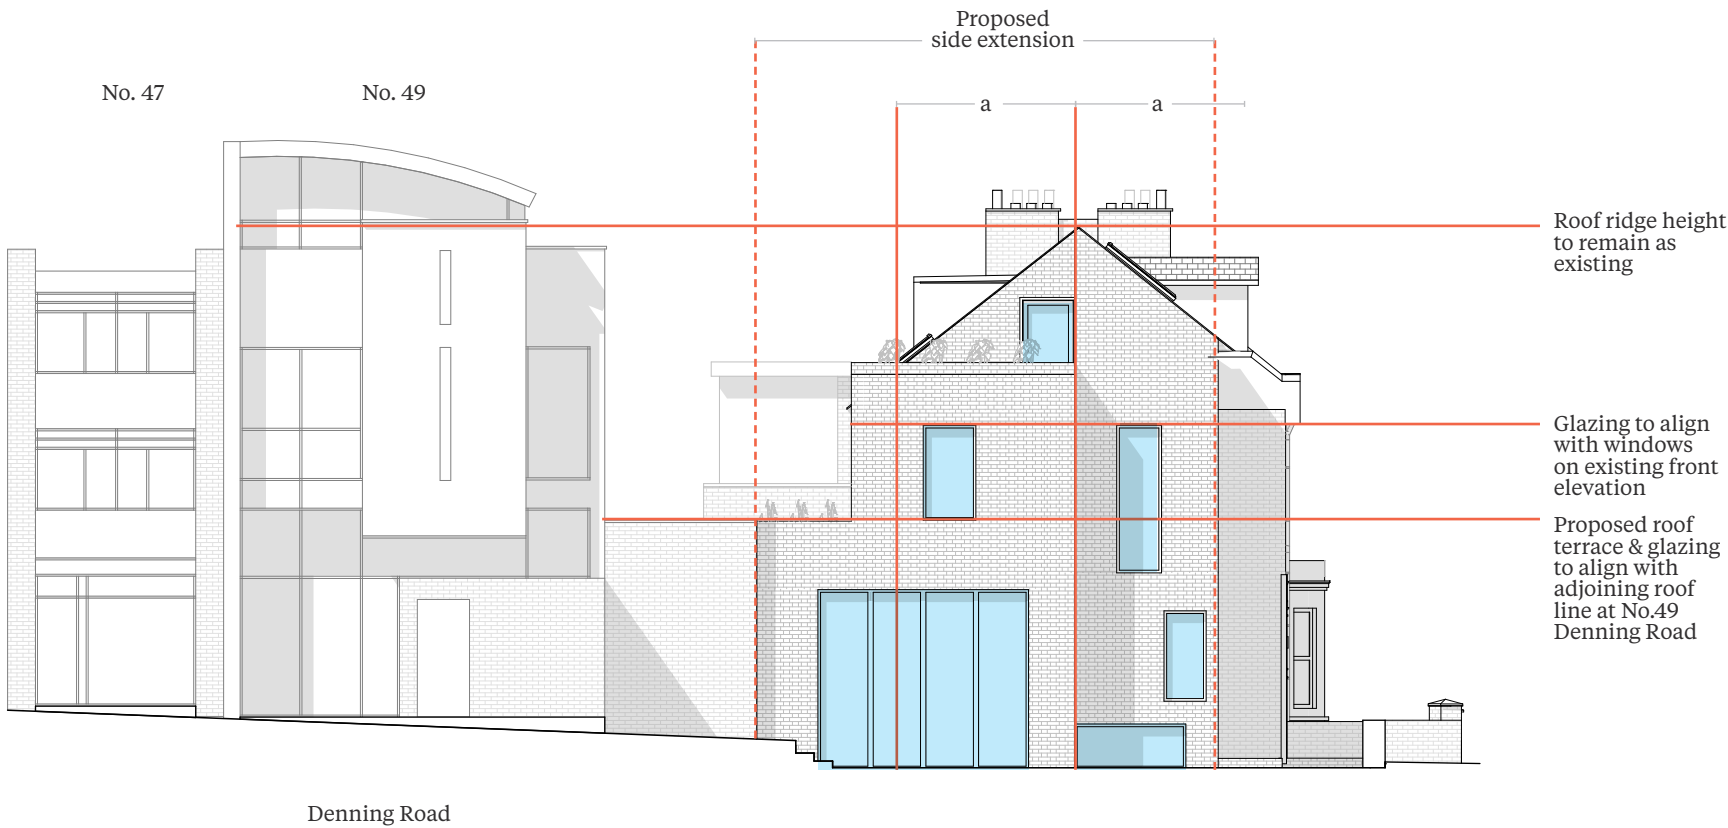 Proposed
side extension
No. 47
No. 49
a
a
Roof ridge height
to remain as
existing
Glazing to align
with windows
on existing front
elevation
Proposed roof
terrace & glazing
to align with
adjoining roof
line at No.49
Denning Road
Denning Road